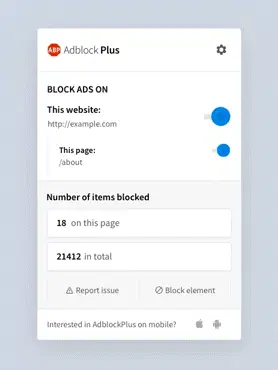 ABP Adblock Plus
BLOCK ADS ON
This website:
http://example.com
This page:
/about
Number of items blocked
18 on this page
21412 in total
Report issue Block element
Interested in AdblockPlus on mobile?